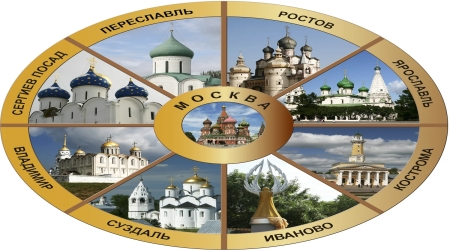 СЕРГИЕВ ПОСАД
ПЕРЕСЛАВЛЬ
РОСТОВ
ЯРОСЛАВЛЬ
КОСТРОМА
ИВАНОВО
СУЗДАЛЬ
ВЛАДИМИР
МОСКВА